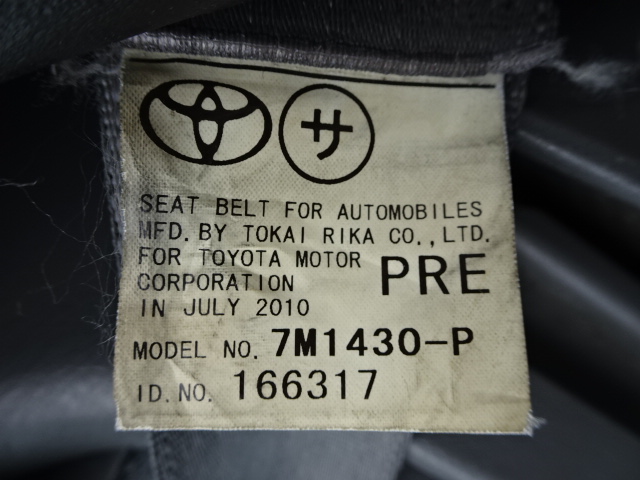 サ
SEAT BELT FOR AUTOMOBILES
MFD. BY TOKAI RIKA CO., LTD.
FOR TOYOTA MOTOR
CORPORATION PRE
IN JULY 2010
MODEL NO. 7M1430-P
ID. NO. 166317